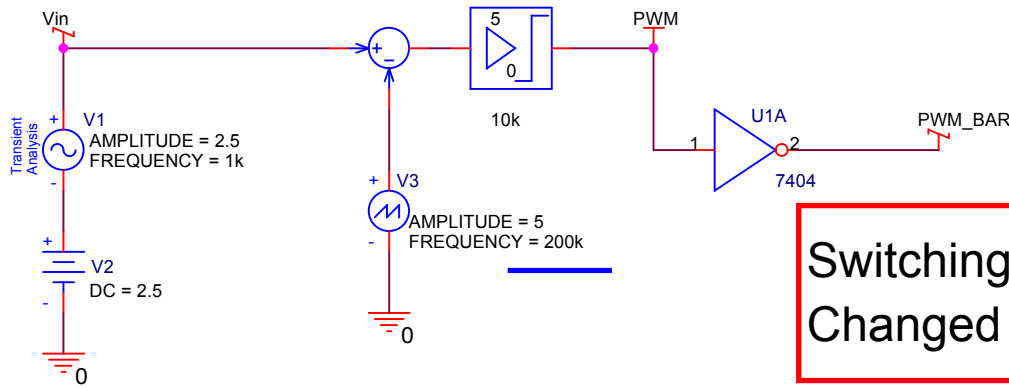 Vin
5
PWM
+
-
0
+
V1
U1A
Transient
Analysis
AMPLITUDE = 2.5
FREQUENCY = 1k
10k
PWM_BAR
1
2
-
+
V3
7404
AMPLITUDE = 5
-
FREQUENCY = 200k
+
V2
DC = 2.5
-
Switching
Changed
0
0